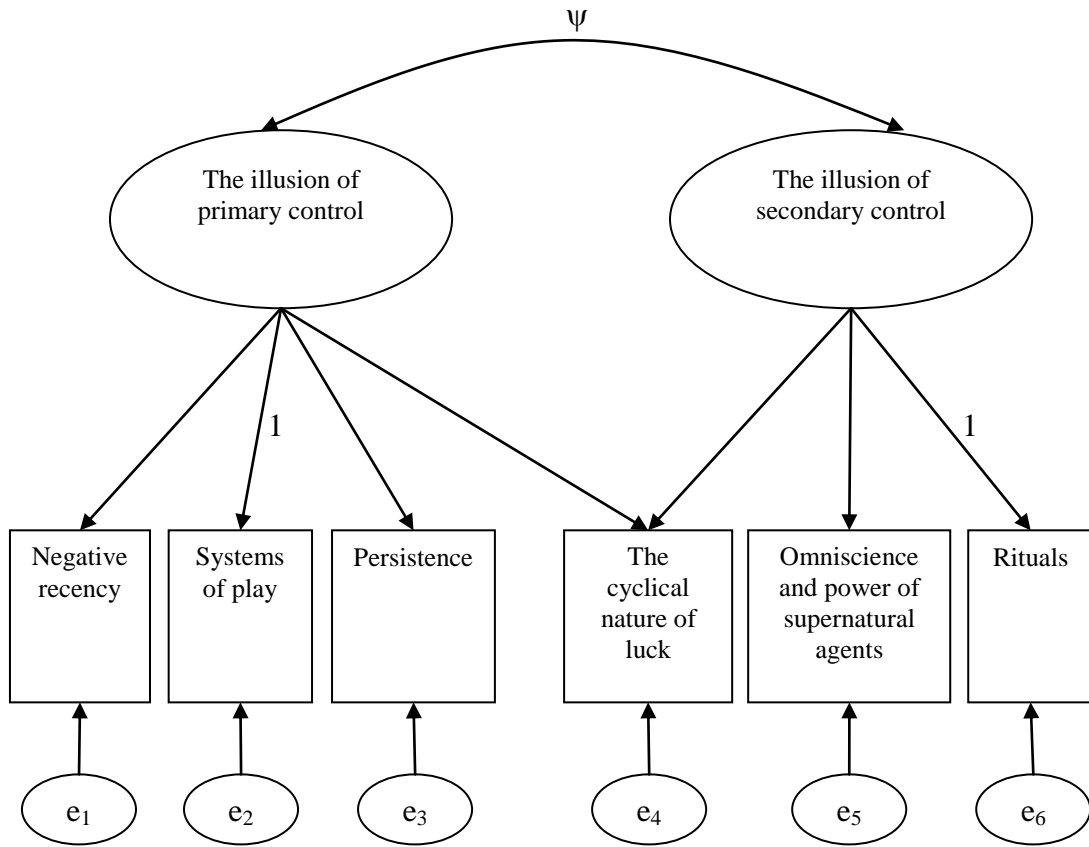 ψ
The illusion of
primary control
The illusion of
secondary control
1
1
Negative
recency
Systems
of play
Persistence
The
cyclical
nature of
luck
Omniscience
and power of
supernatural
agents
Rituals
e₁
e₂
e₃
e₄
e₅
e₆